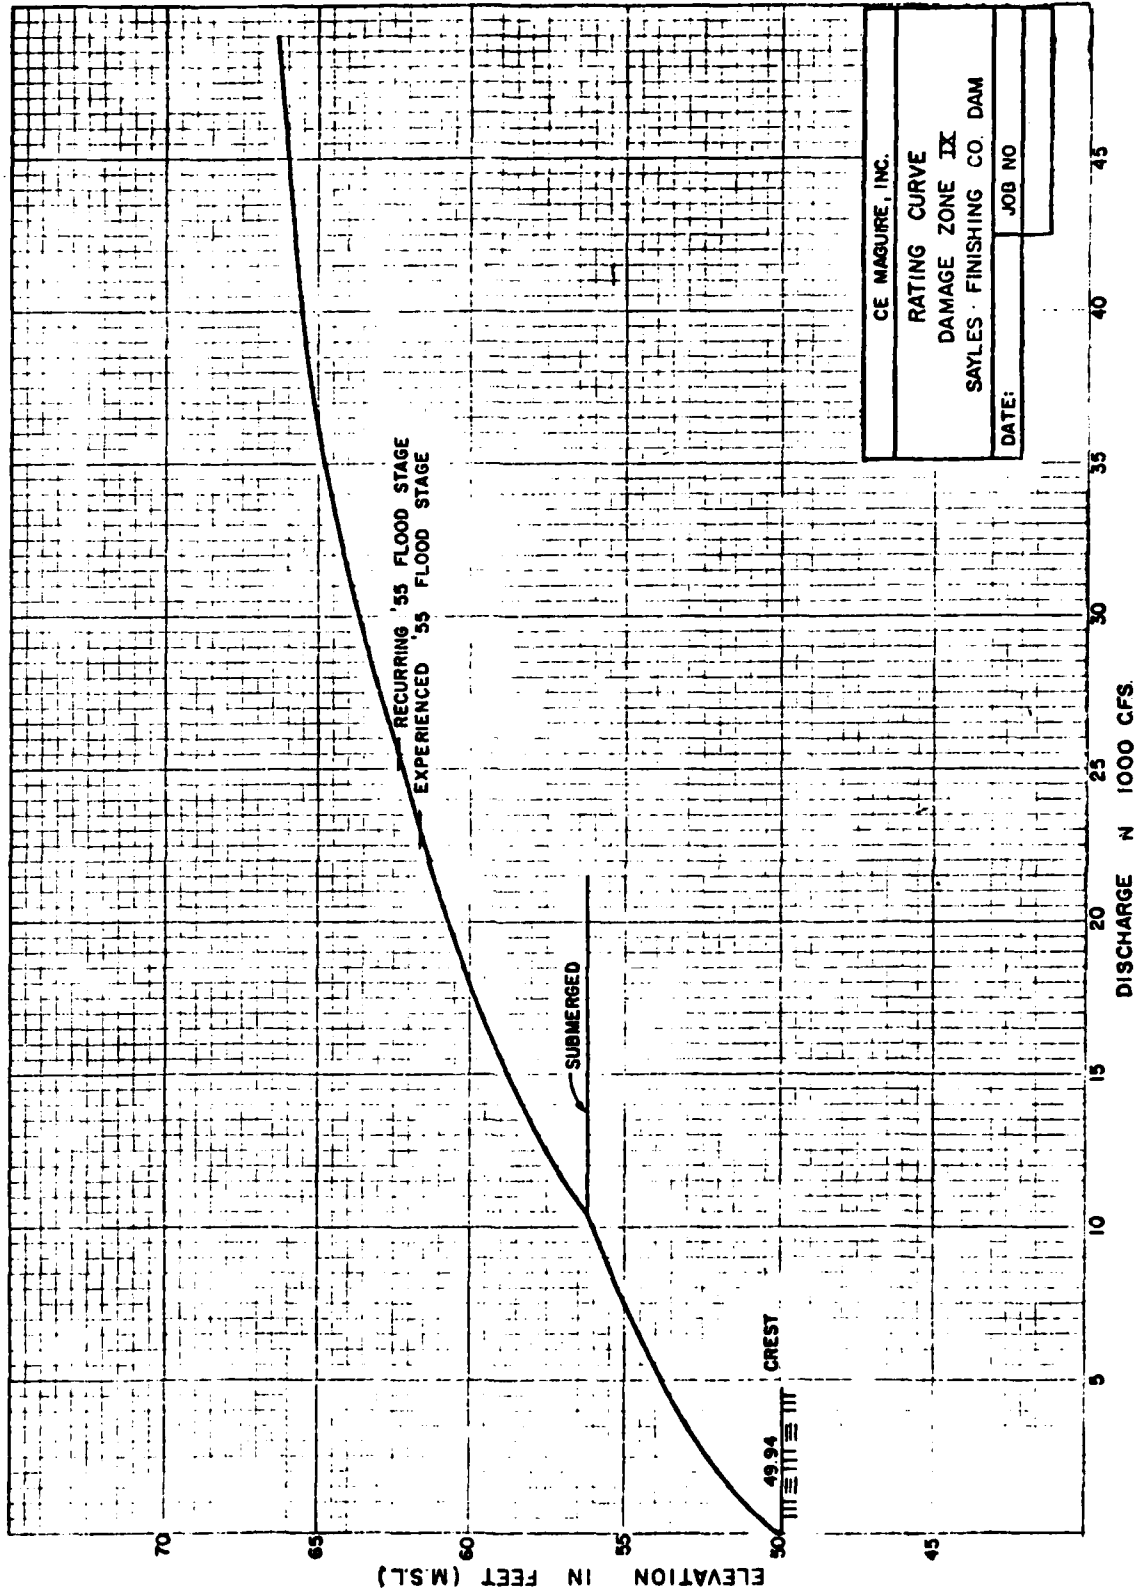 70
65
60
55
50
45
ELEVATION IN FEET (M.S.L.)
5
10
15
20
25
30
35
40
45
DISCHARGE N 1000 C.F.S.
RECURRING '55 FLOOD STAGE
EXPERIENCED '55 FLOOD STAGE
SUBMERGED
49.94
CREST
CE MAGUIRE, INC.
RATING CURVE
DAMAGE ZONE IX
SAYLES FINISHING CO. DAM
DATE:
JOB NO